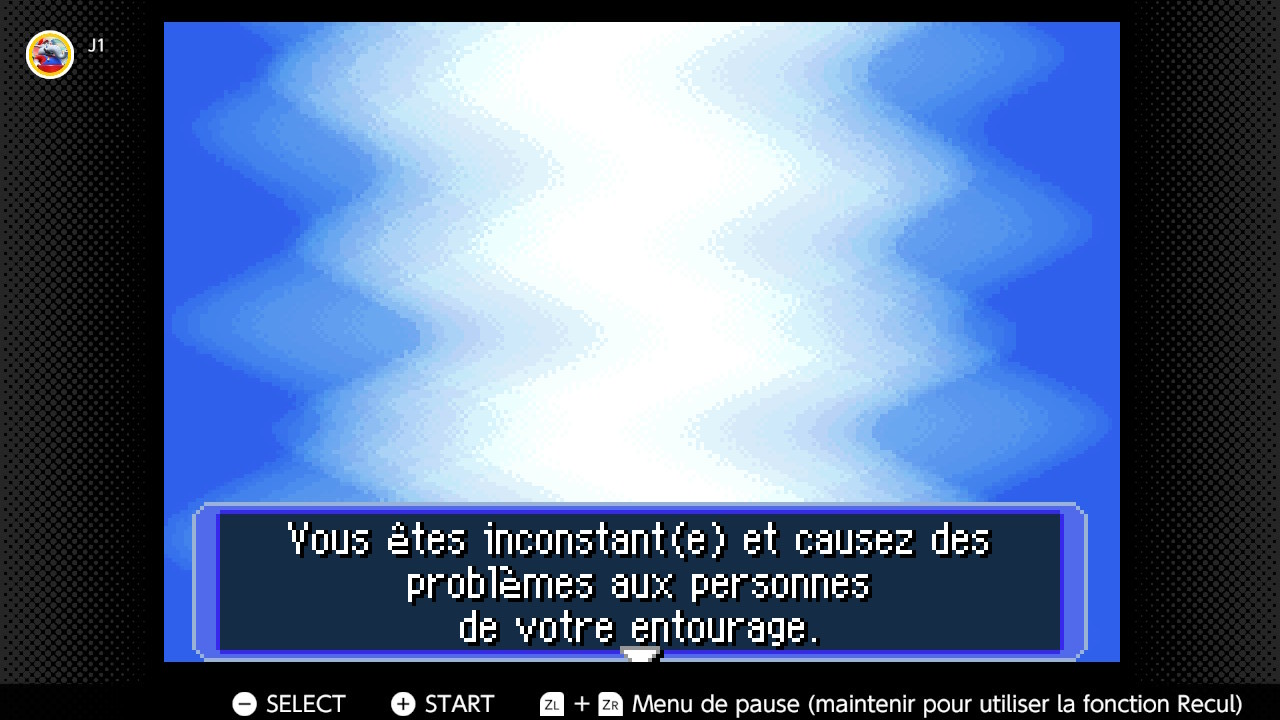 J1
Vous êtes inconstant(e) et causez des
problèmes aux personnes
de votre entourage.
− SELECT + START ZL + ZR Menu de pause (maintenir pour utiliser la fonction Recul)